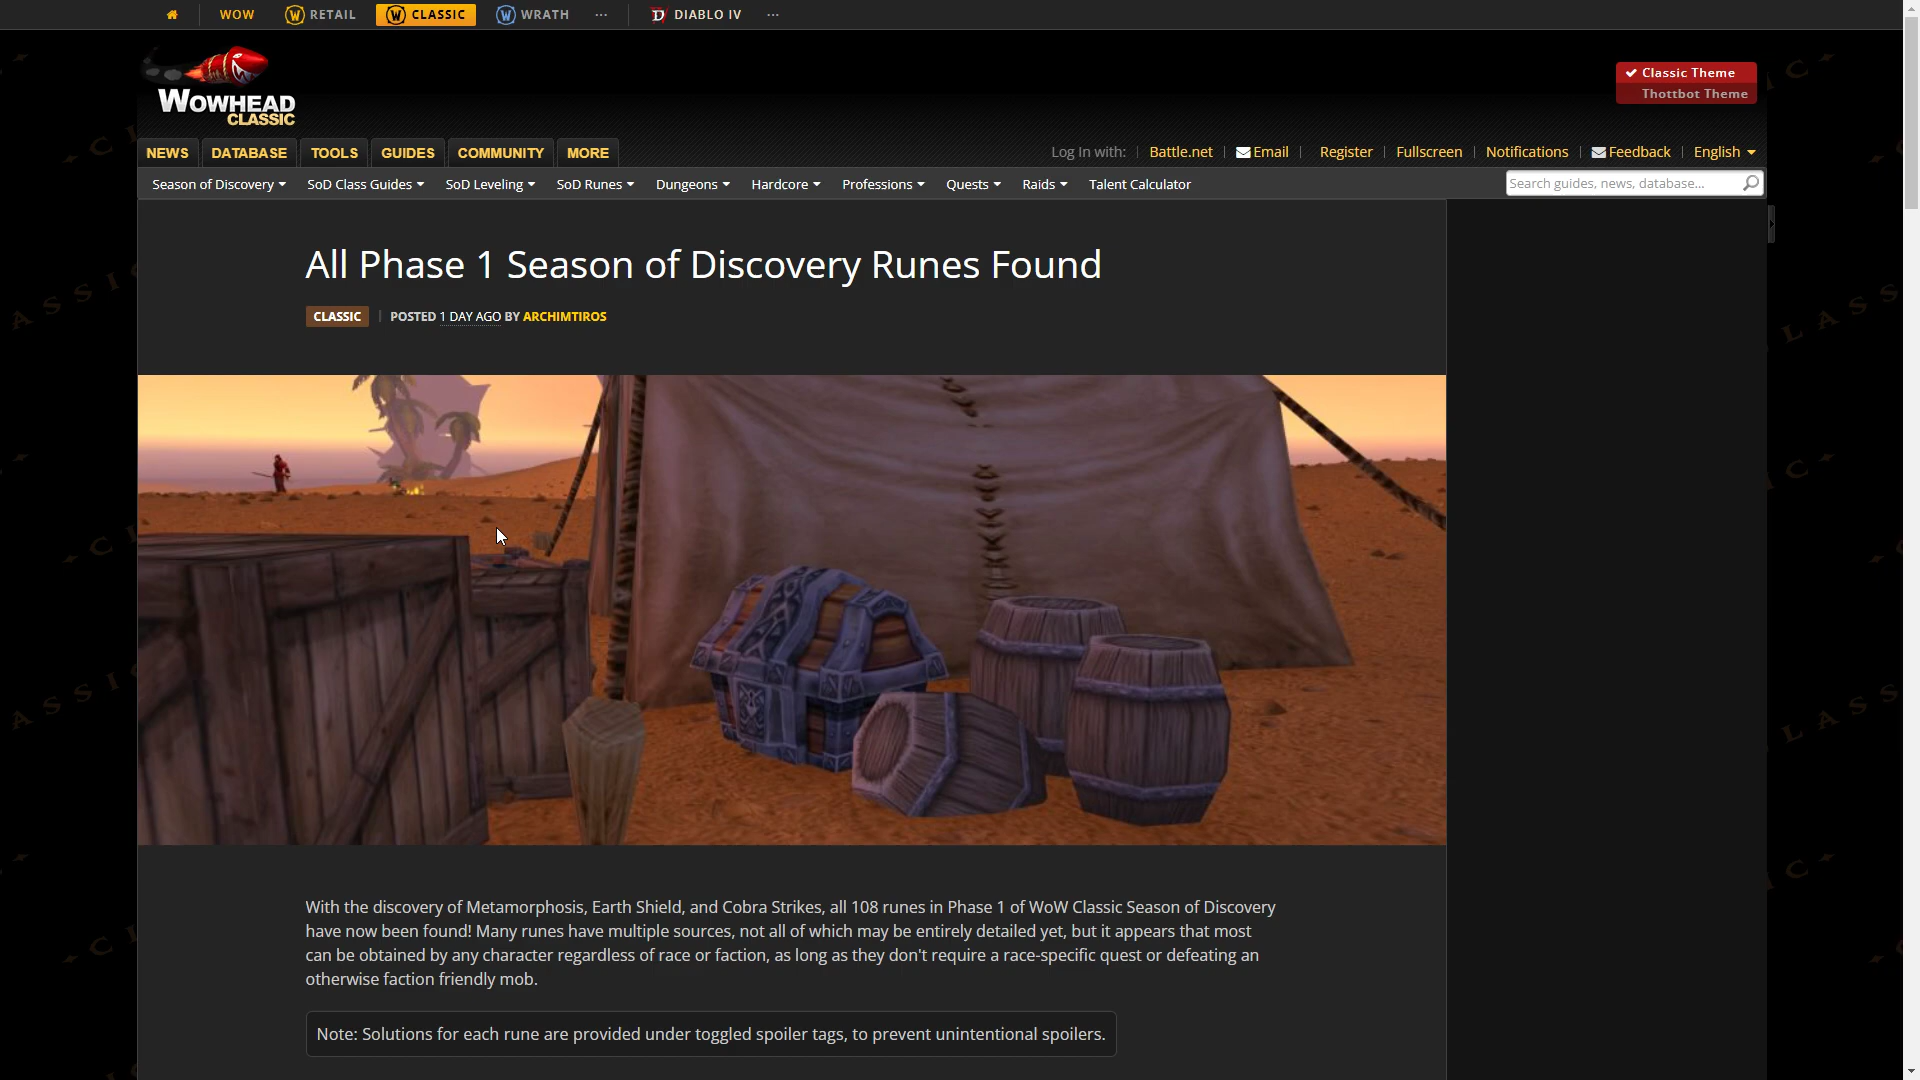 WOW RETAIL CLASSIC WRATH ... DIABLO IV ...
WOWHEAD
CLASSIC
Classic Theme
Thottbot Theme
NEWS DATABASE TOOLS GUIDES COMMUNITY MORE
Log In with: Battle.net Email Register Fullscreen Notifications Feedback English
Season of Discovery SoD Class Guides SoD Leveling SoD Runes Dungeons Hardcore Professions Quests Raids Talent Calculator
Search guides, news, database...
All Phase 1 Season of Discovery Runes Found
CLASSIC | POSTED 1 DAY AGO BY ARCHIMTIROS
With the discovery of Metamorphosis, Earth Shield, and Cobra Strikes, all 108 runes in Phase 1 of WoW Classic Season of Discovery
have now been found! Many runes have multiple sources, not all of which may be entirely detailed yet, but it appears that most
can be obtained by any character regardless of race or faction, as long as they don't require a race-specific quest or defeating an
otherwise faction friendly mob.
Note: Solutions for each rune are provided under toggled spoiler tags, to prevent unintentional spoilers.